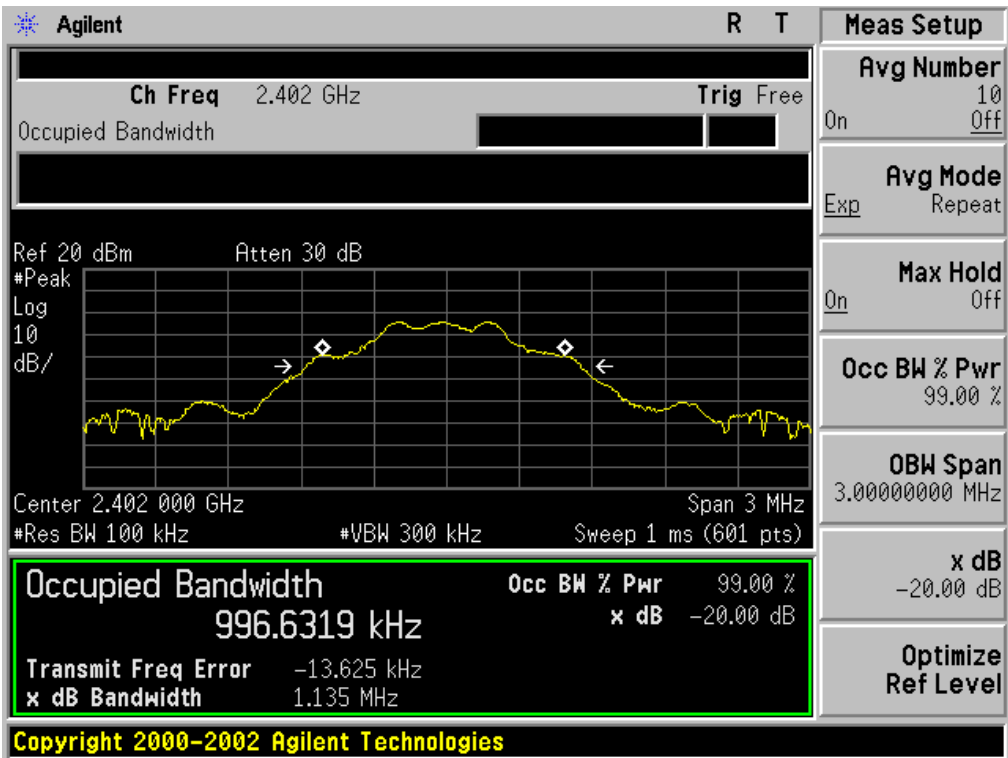 Agilent R T
Ch Freq 2.402 GHz Trig Free
Occupied Bandwidth
Ref 20 dBm Atten 30 dB
#Peak
Log
10
dB/
Center 2.402 000 GHz Span 3 MHz
#Res BW 100 kHz #VBW 300 kHz Sweep 1 ms (601 pts)
Occupied Bandwidth Occ BW % Pwr 99.00 %
996.6319 kHz x dB -20.00 dB
Transmit Freq Error -13.625 kHz
x dB Bandwidth 1.135 MHz
Copyright 2000-2002 Agilent Technologies
Meas Setup
Avg Number
10
On Off
Avg Mode
Exp Repeat
Max Hold
On Off
Occ BW % Pwr
99.00 %
OBW Span
3.00000000 MHz
x dB
-20.00 dB
Optimize
Ref Level